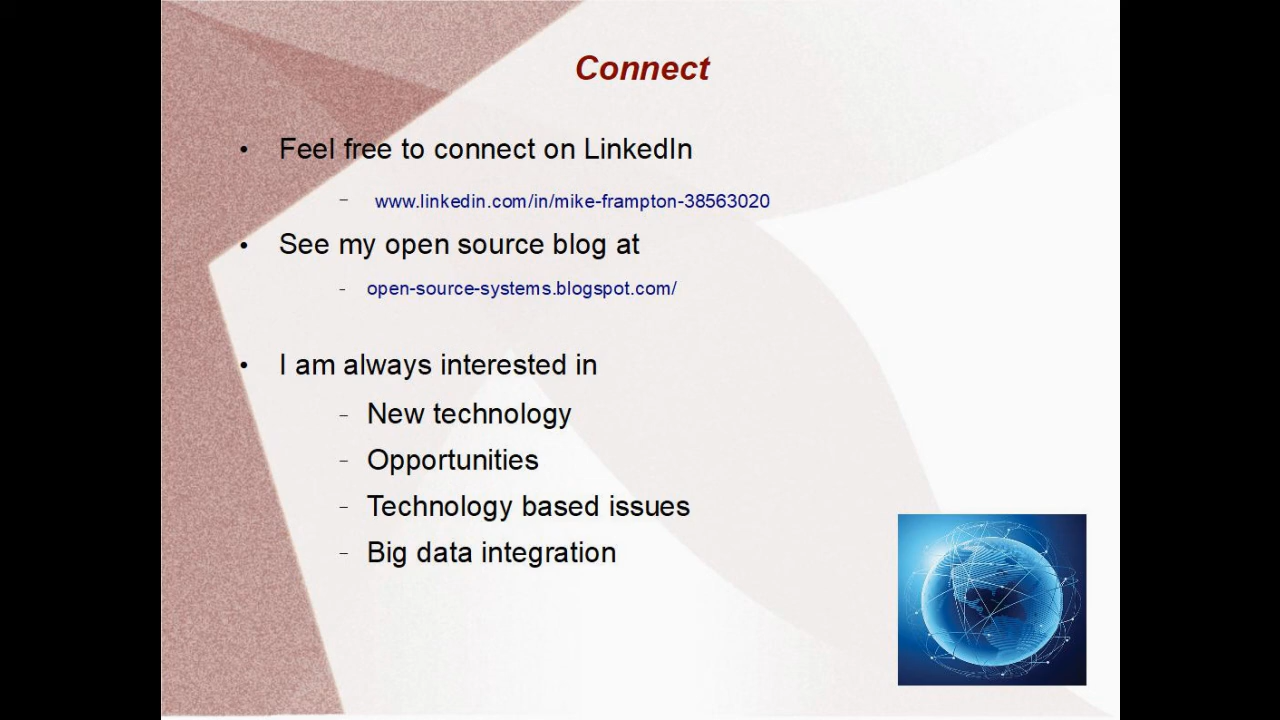 Connect
• Feel free to connect on LinkedIn
– www.linkedin.com/in/mike-frampton-38563020
• See my open source blog at
– open-source-systems.blogspot.com/
• I am always interested in
– New technology
– Opportunities
– Technology based issues
– Big data integration